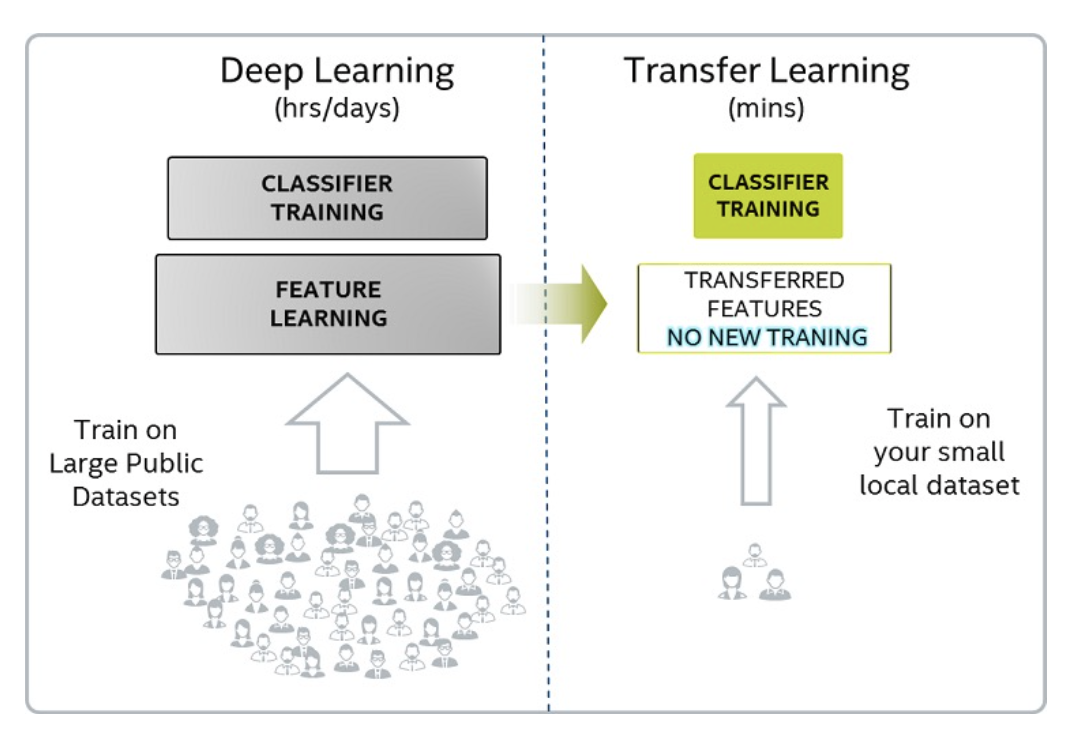 Deep Learning
(hrs/days)
CLASSIFIER
TRAINING
FEATURE
LEARNING
Train on
Large Public
Datasets
Transfer Learning
(mins)
CLASSIFIER
TRAINING
TRANSFERRED
FEATURES
NO NEW TRANING
Train on
your small
local dataset